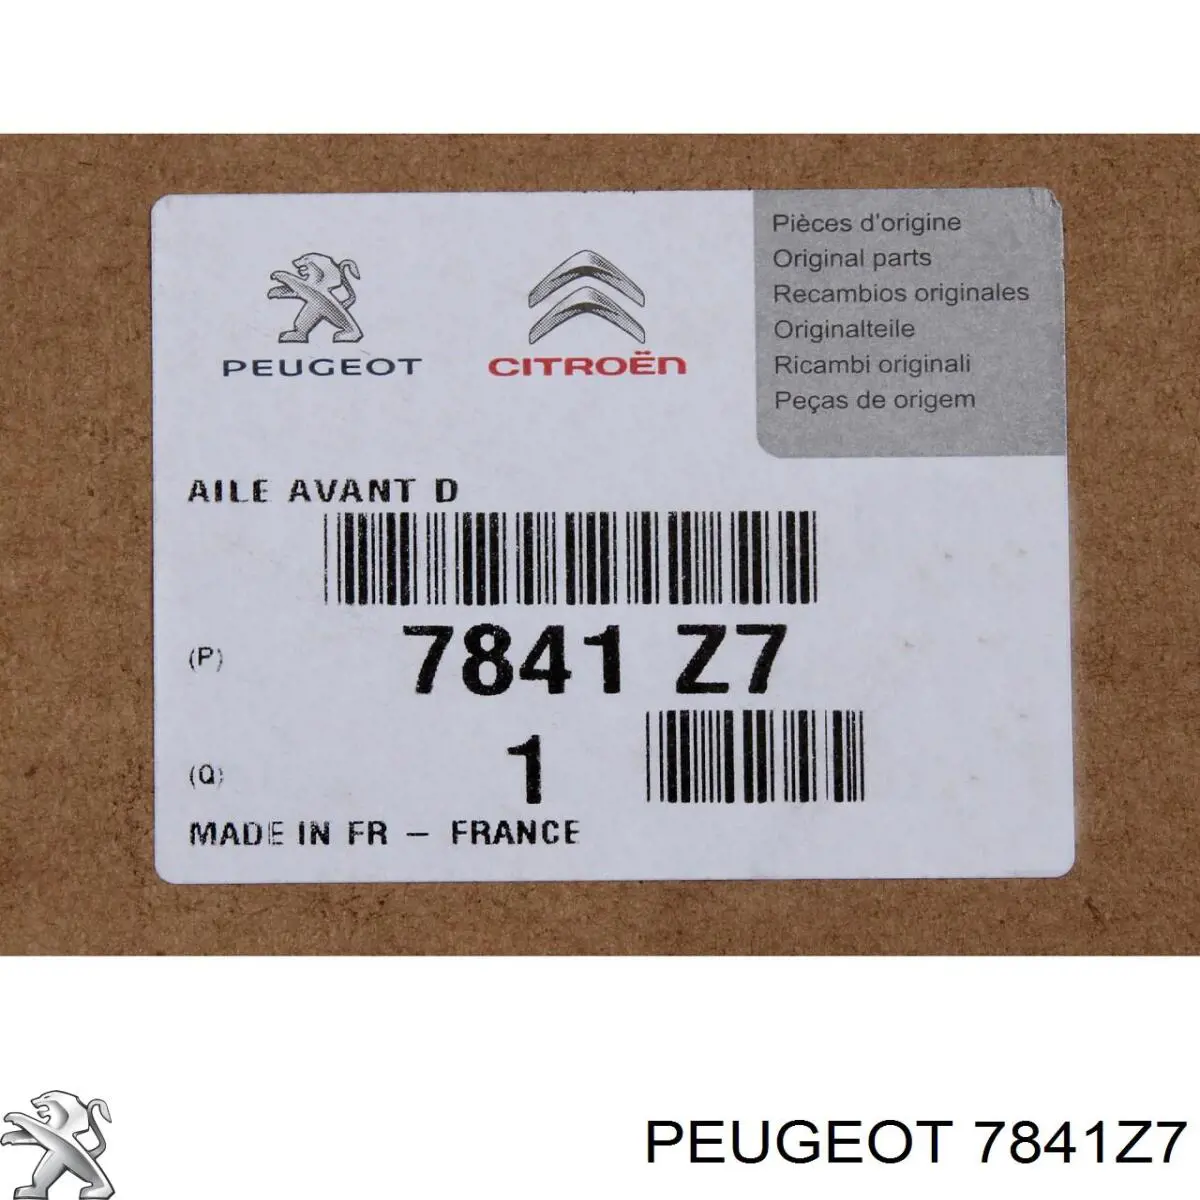 PEUGEOT
CITROËN
Pièces d'origine
Original parts
Recambios originales
Originalteile
Ricambi originali
Peças de origem
AILE AVANT D
(P) 7841 Z7
(Q) 1
MADE IN FR – FRANCE
PEUGEOT 7841Z7